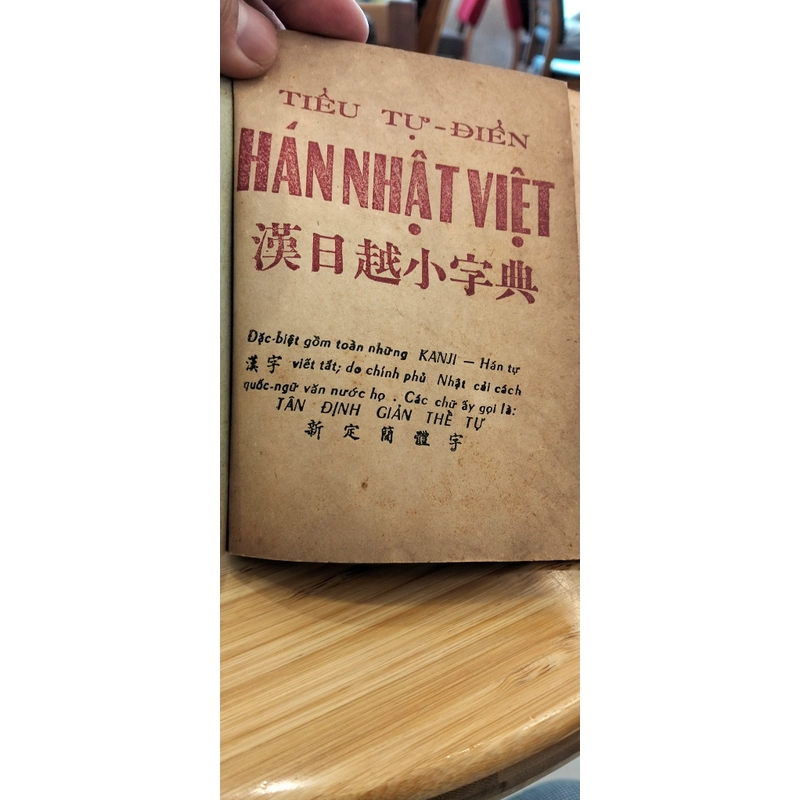 TIỂU TỰ-ĐIỂN
HÁN NHẬT VIỆT
漢日越小字典
Đặc-biệt gồm toàn những KANJI — Hán tự
漢字 viết tắt; do chính phủ Nhật cải cách
quốc-ngữ văn nước họ . Các chữ ấy gọi là:
TÂN ĐỊNH GIẢN THỂ TỰ
新定簡體字